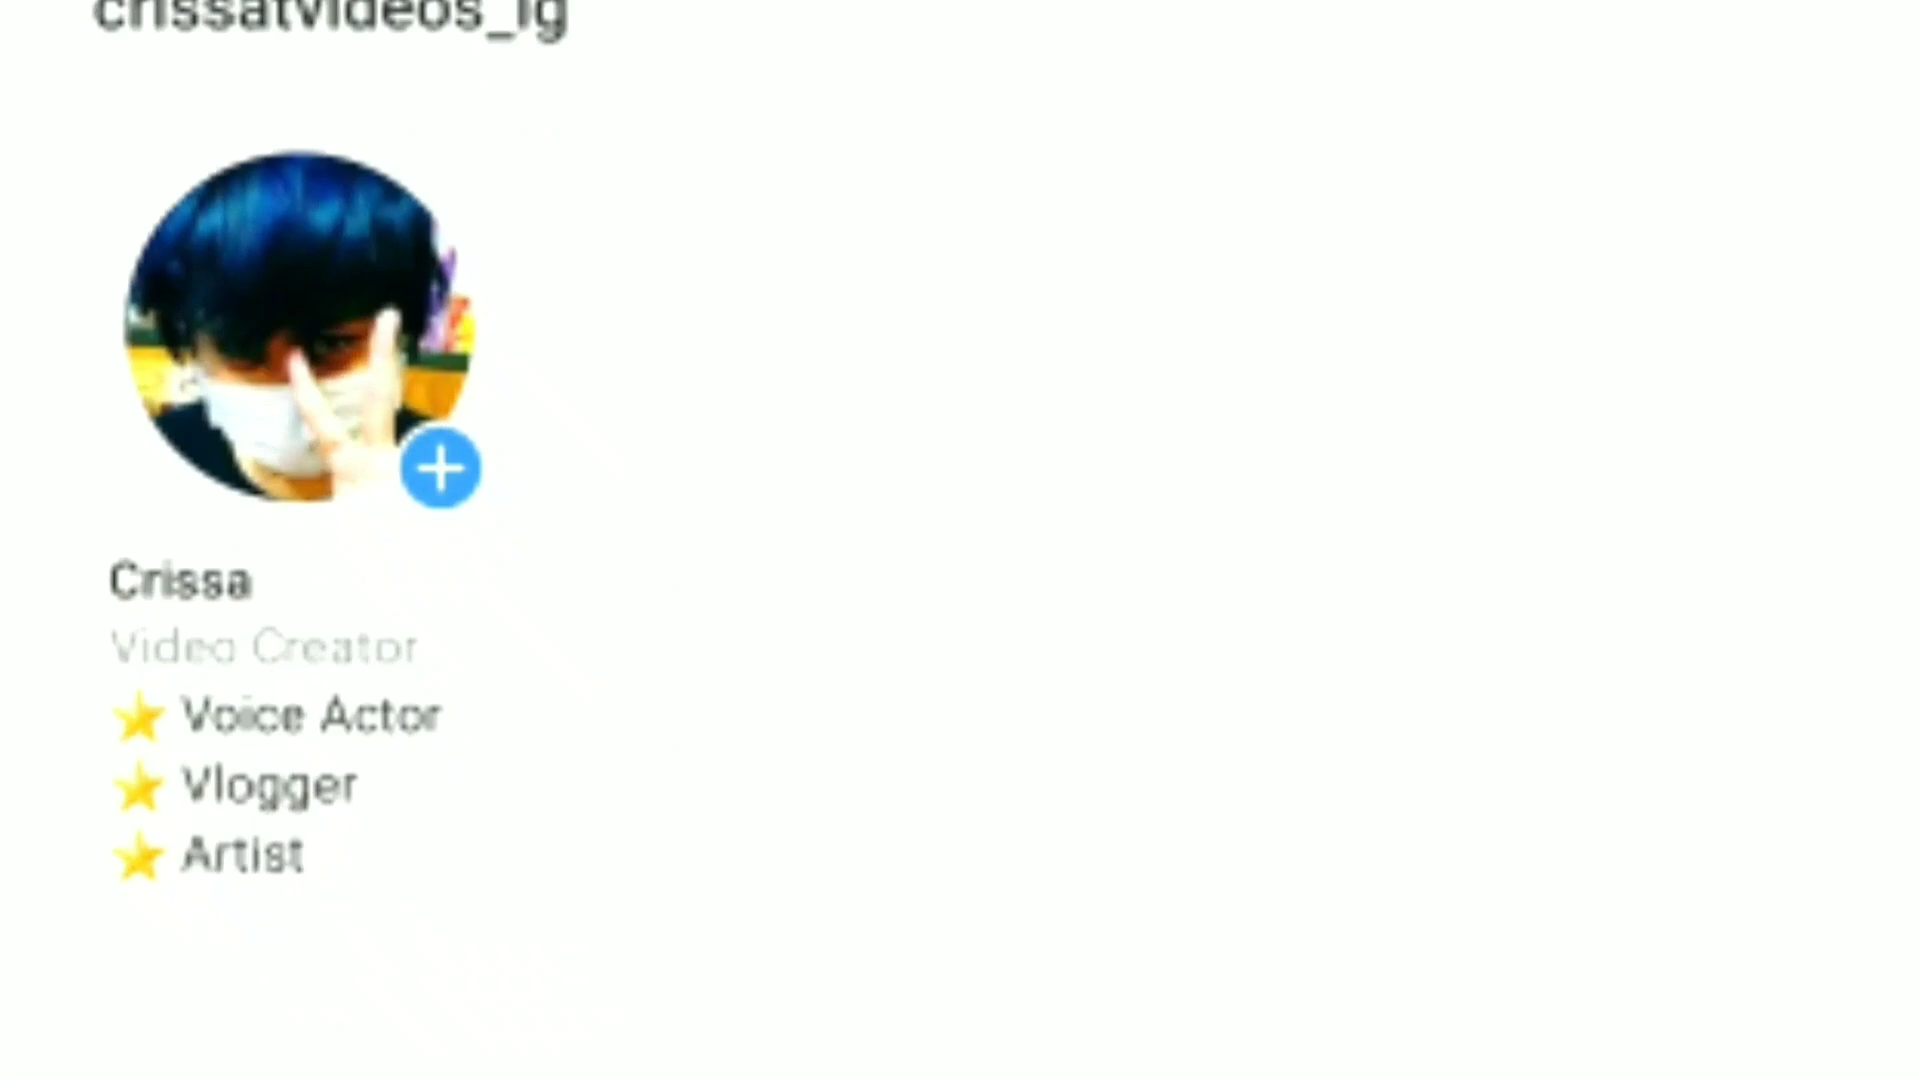 crissatvideos_ig
Crissa
Video Creator
Voice Actor
Vlogger
Artist